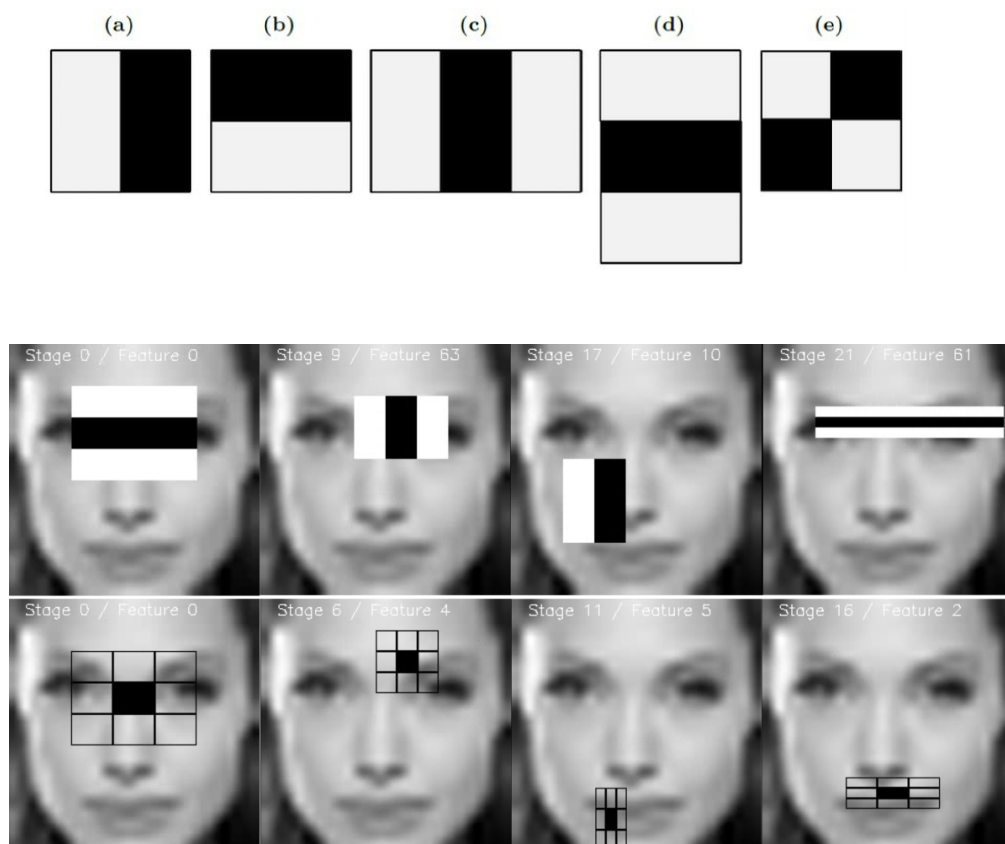 (a) (b) (c) (d) (e)
Stage 0 / Feature 0 Stage 9 / Feature 63 Stage 17 / Feature 10 Stage 21 / Feature 61
Stage 0 / Feature 0 Stage 6 / Feature 4 Stage 11 / Feature 5 Stage 16 / Feature 2